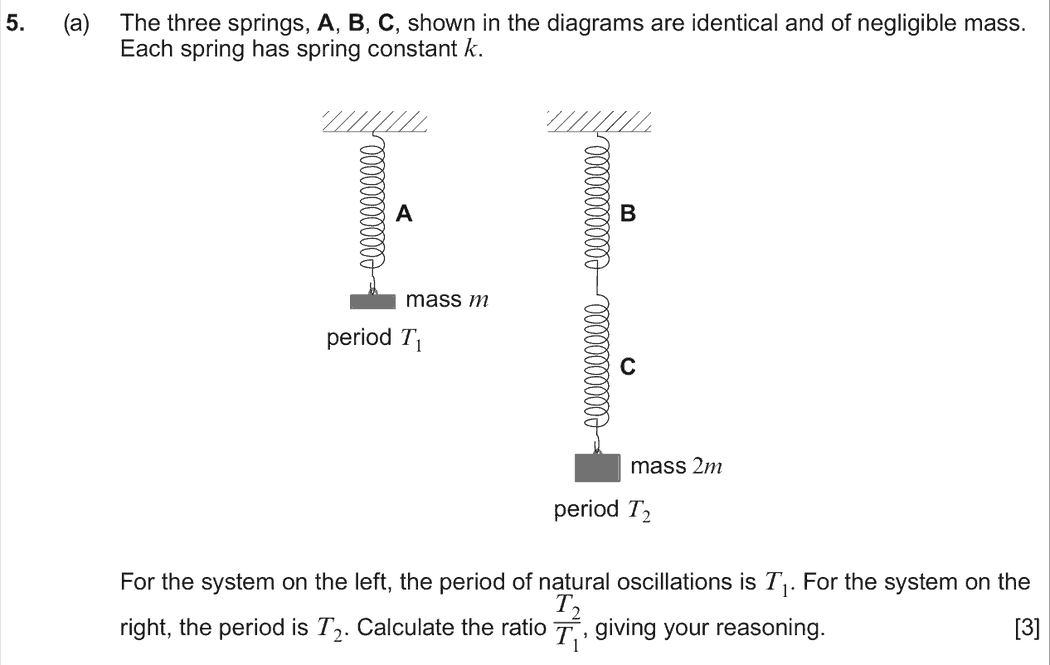 5. (a) The three springs, A, B, C, shown in the diagrams are identical and of negligible mass.
Each spring has spring constant k.
A
B
mass m
period T₁
C
mass 2m
period T₂
For the system on the left, the period of natural oscillations is T₁. For the system on the
right, the period is T₂. Calculate the ratio T₂/T₁, giving your reasoning. [3]